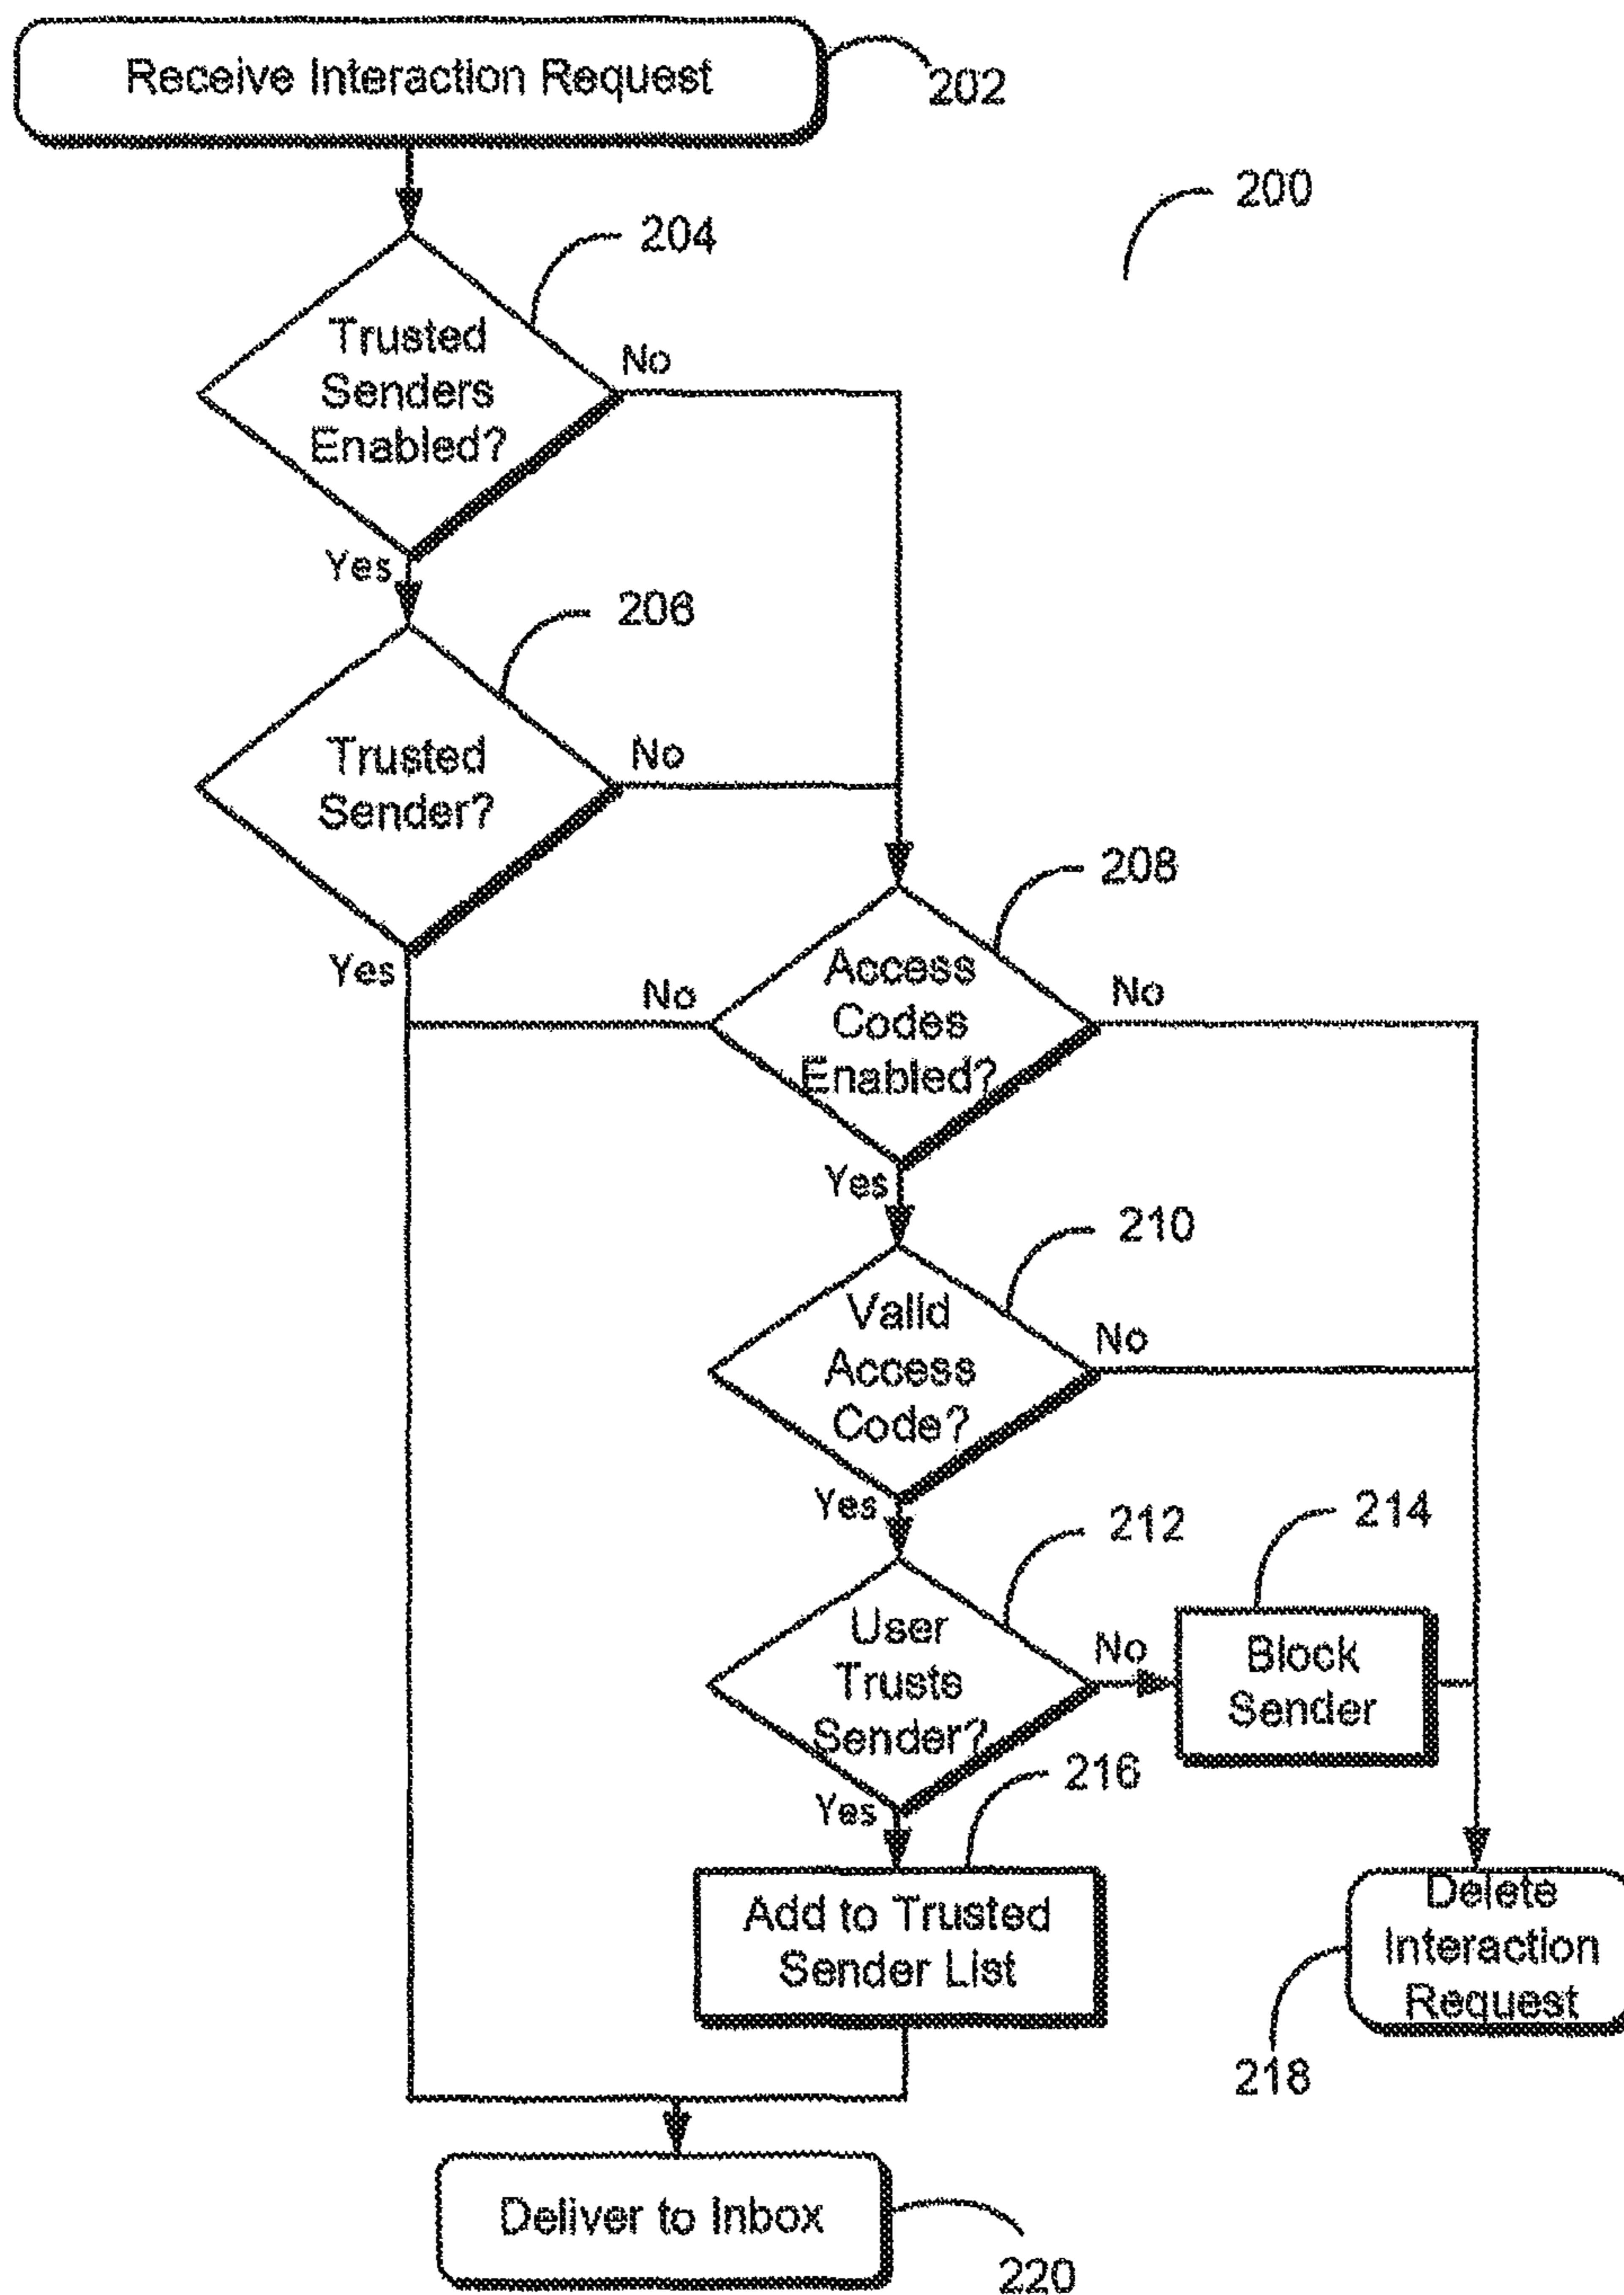 Receive Interaction Request
202
200
204
Trusted
Senders
Enabled?
No
Yes
206
Trusted
Sender?
No
Yes
208
Access
Codes
Enabled?
No
No
Yes
210
Valid
Access
Code?
No
Yes
212
User
Trusts
Sender?
No
Yes
214
Block
Sender
216
Add to Trusted
Sender List
Delete
Interaction
Request
218
Deliver to Inbox
220